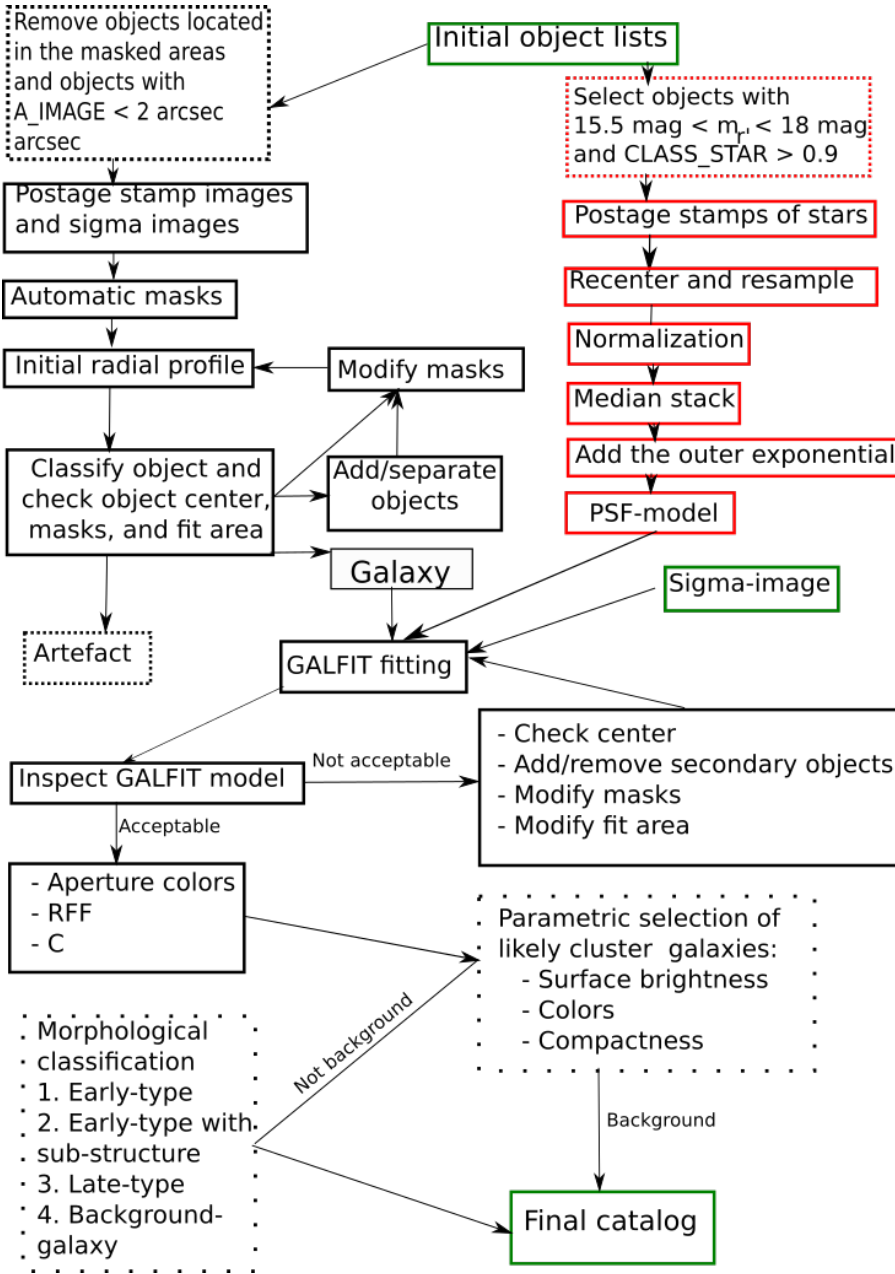 Remove objects located
in the masked areas
and objects with
A_IMAGE < 2 arcsec
arcsec
Initial object lists
Select objects with
15.5 mag < m_r' < 18 mag
and CLASS_STAR > 0.9
Postage stamp images
and sigma images
Postage stamps of stars
Automatic masks
Recenter and resample
Initial radial profile
Modify masks
Normalization
Median stack
Classify object and
check object center,
masks, and fit area
Add/separate
objects
Add the outer exponential
PSF-model
Galaxy
Sigma-image
Artefact
GALFIT fitting
Inspect GALFIT model
Not acceptable
- Check center
- Add/remove secondary objects
- Modify masks
- Modify fit area
Acceptable
- Aperture colors
- RFF
- C
Parametric selection of
likely cluster galaxies:
- Surface brightness
- Colors
- Compactness
Not background
Morphological
classification
1. Early-type
2. Early-type with
sub-structure
3. Late-type
4. Background-
galaxy
Background
Final catalog